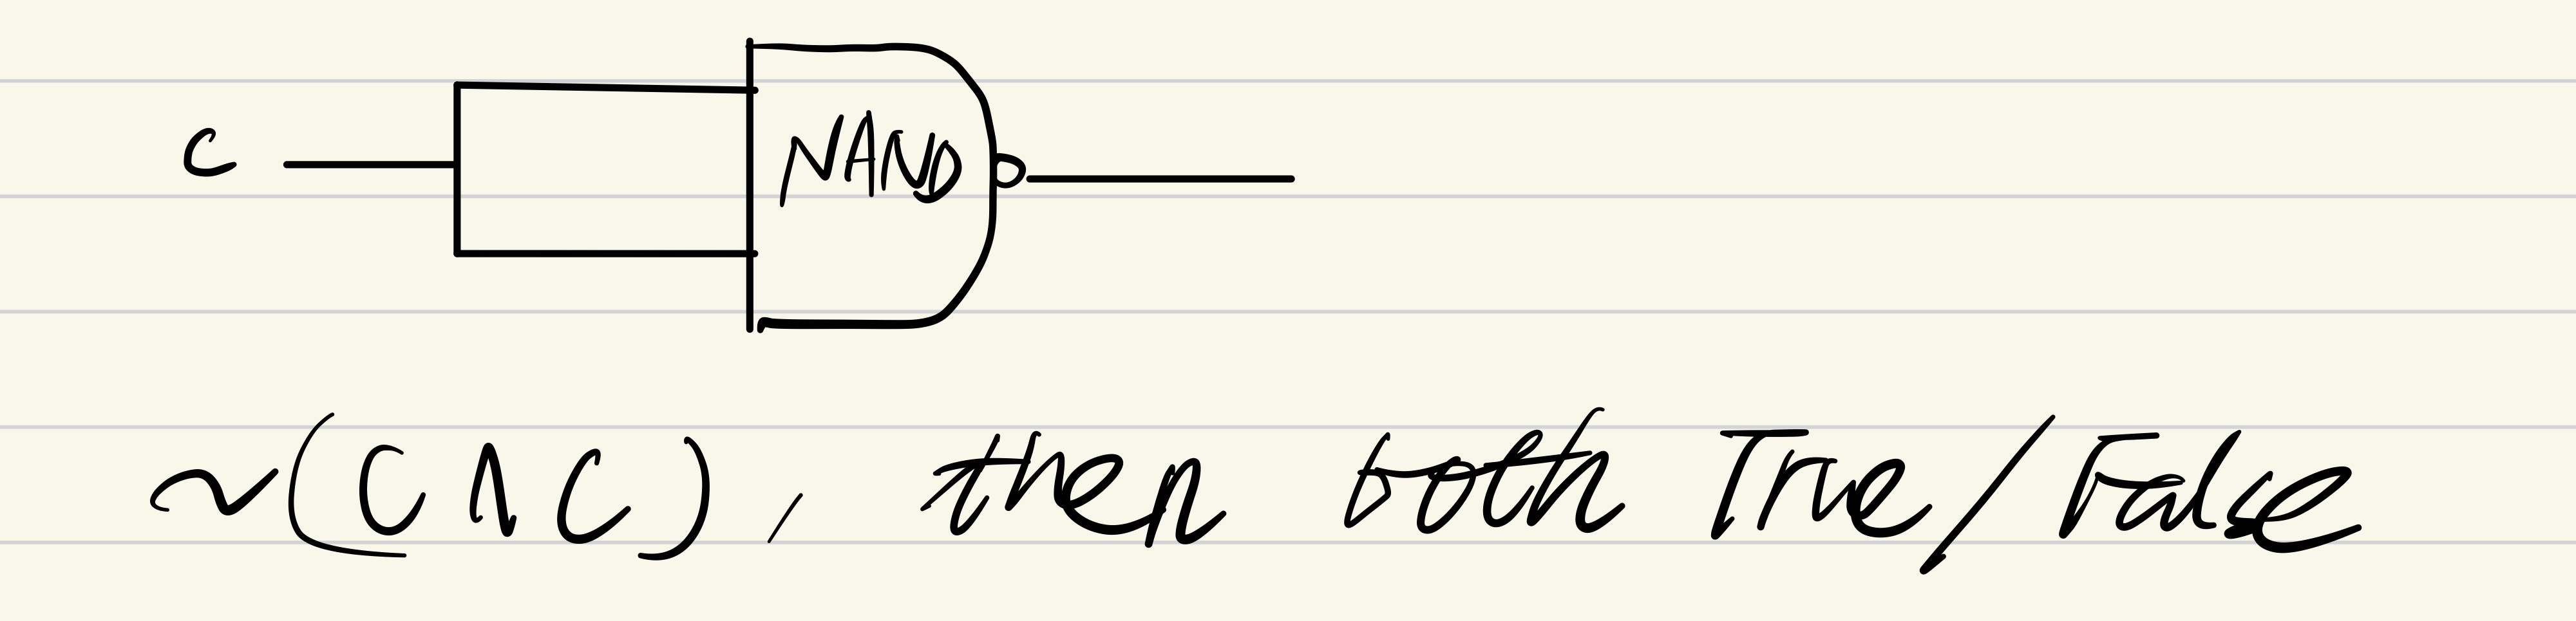 C
NAND
~(C ∧ C), then both True/False